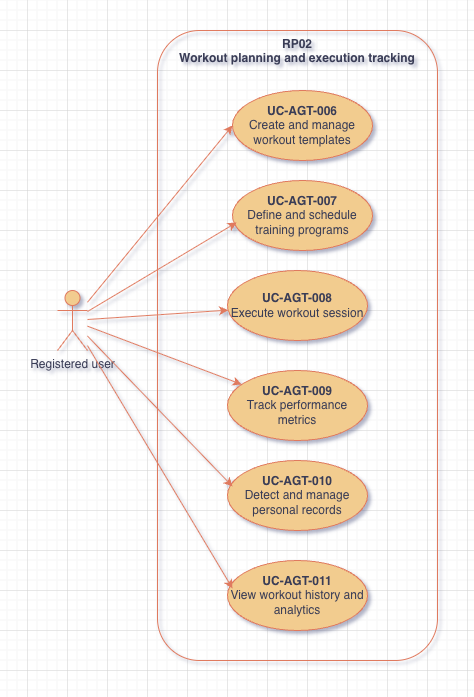 RP02
Workout planning and execution tracking
UC-AGT-006
Create and manage
workout templates
UC-AGT-007
Define and schedule
training programs
UC-AGT-008
Execute workout session
Registered user
UC-AGT-009
Track performance
metrics
UC-AGT-010
Detect and manage
personal records
UC-AGT-011
View workout history and
analytics